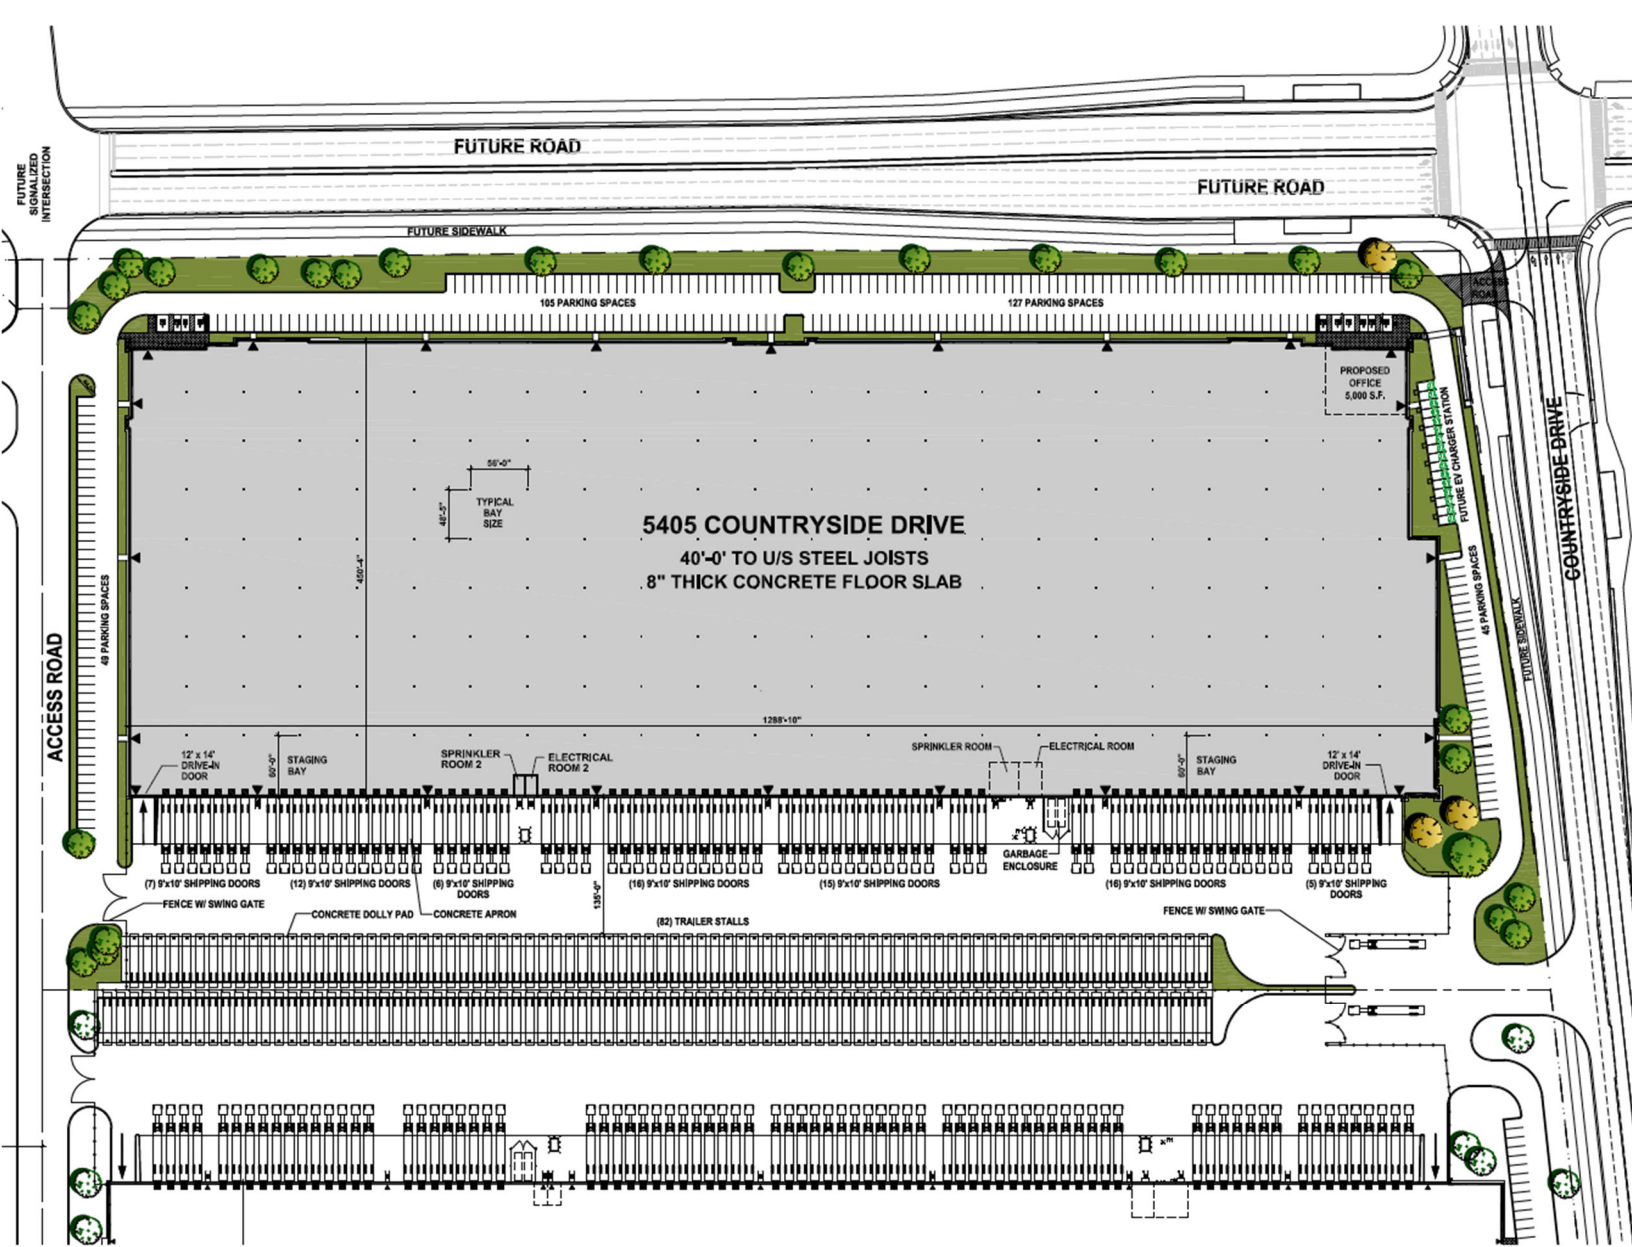 FUTURE ROAD
FUTURE ROAD
FUTURE
SIGNALIZED
INTERSECTION
FUTURE SIDEWALK
ACCESS
ROAD
105 PARKING SPACES
127 PARKING SPACES
PROPOSED
OFFICE
5,000 S.F.
FUTURE EV CHARGER STATION
COUNTRYSIDE DRIVE
56'-0"
48'-5"
TYPICAL
BAY
SIZE
5405 COUNTRYSIDE DRIVE
40'-0' TO U/S STEEL JOISTS
8" THICK CONCRETE FLOOR SLAB
450'-4"
49 PARKING SPACES
45 PARKING SPACES
FUTURE SIDEWALK
ACCESS ROAD
1288'-10"
12' x 14'
DRIVE-IN
DOOR
60'-0"
STAGING
BAY
SPRINKLER
ROOM 2
ELECTRICAL
ROOM 2
SPRINKLER ROOM
ELECTRICAL ROOM
60'-0"
STAGING
BAY
12' x 14'
DRIVE-IN
DOOR
GARBAGE
ENCLOSURE
(7) 9'x10' SHIPPING DOORS
(12) 9'x10' SHIPPING DOORS
(6) 9'x10' SHIPPING
DOORS
(16) 9'x10' SHIPPING DOORS
(15) 9'x10' SHIPPING DOORS
(16) 9'x10' SHIPPING DOORS
(5) 9'x10' SHIPPING
DOORS
135'-0"
FENCE W/ SWING GATE
CONCRETE DOLLY PAD
CONCRETE APRON
(82) TRAILER STALLS
FENCE W/ SWING GATE